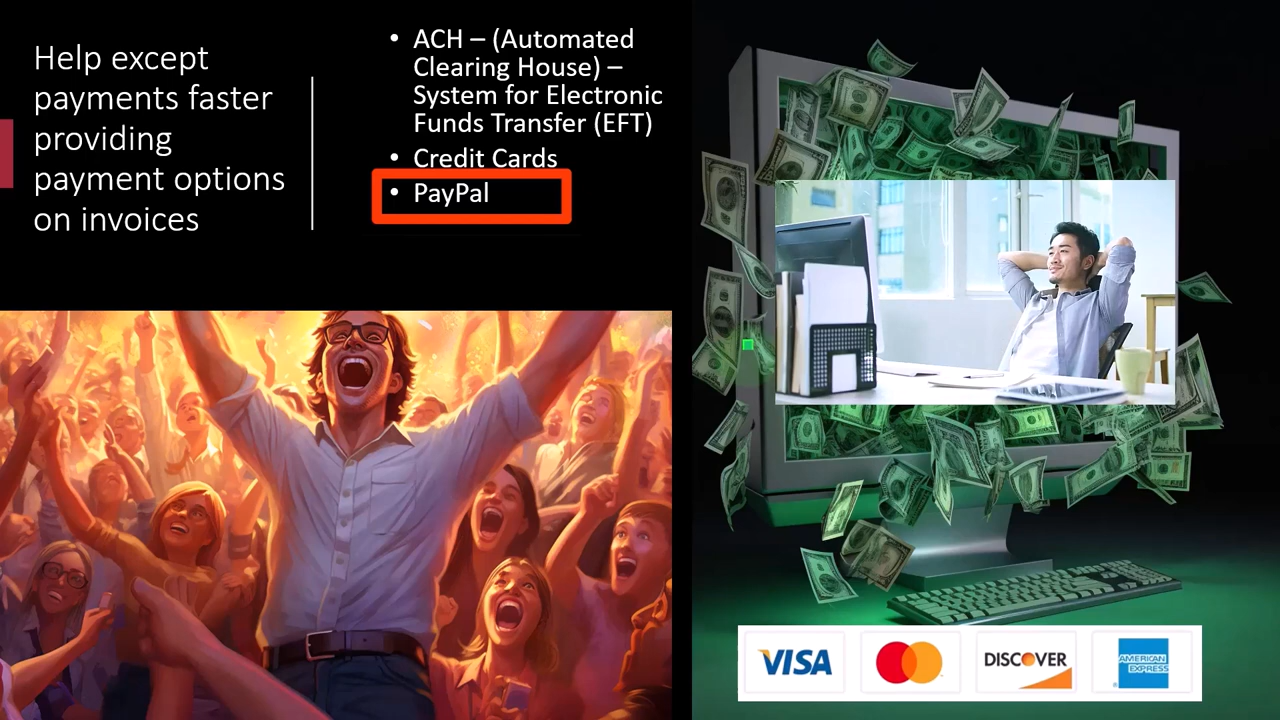 Help except
payments faster
providing
payment options
on invoices
• ACH – (Automated
Clearing House) –
System for Electronic
Funds Transfer (EFT)
• Credit Cards
• PayPal
VISA
DISCOVER
AMERICAN
EXPRESS